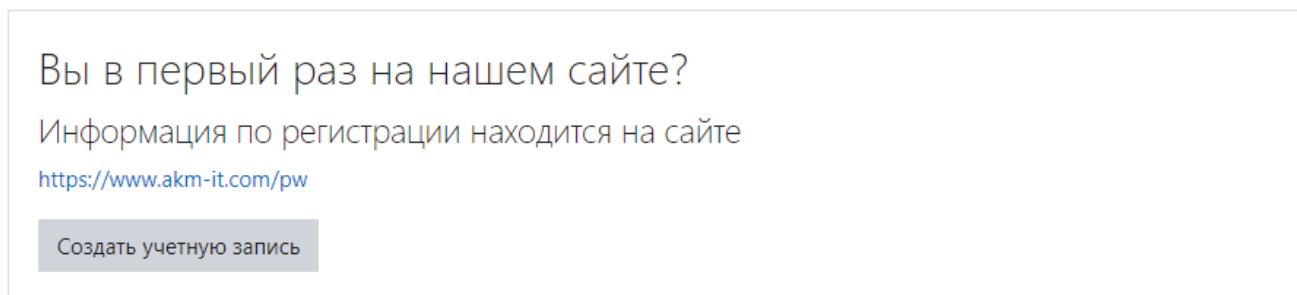 Вы в первый раз на нашем сайте?
Информация по регистрации находится на сайте
https://www.akm-it.com/pw
Создать учетную запись